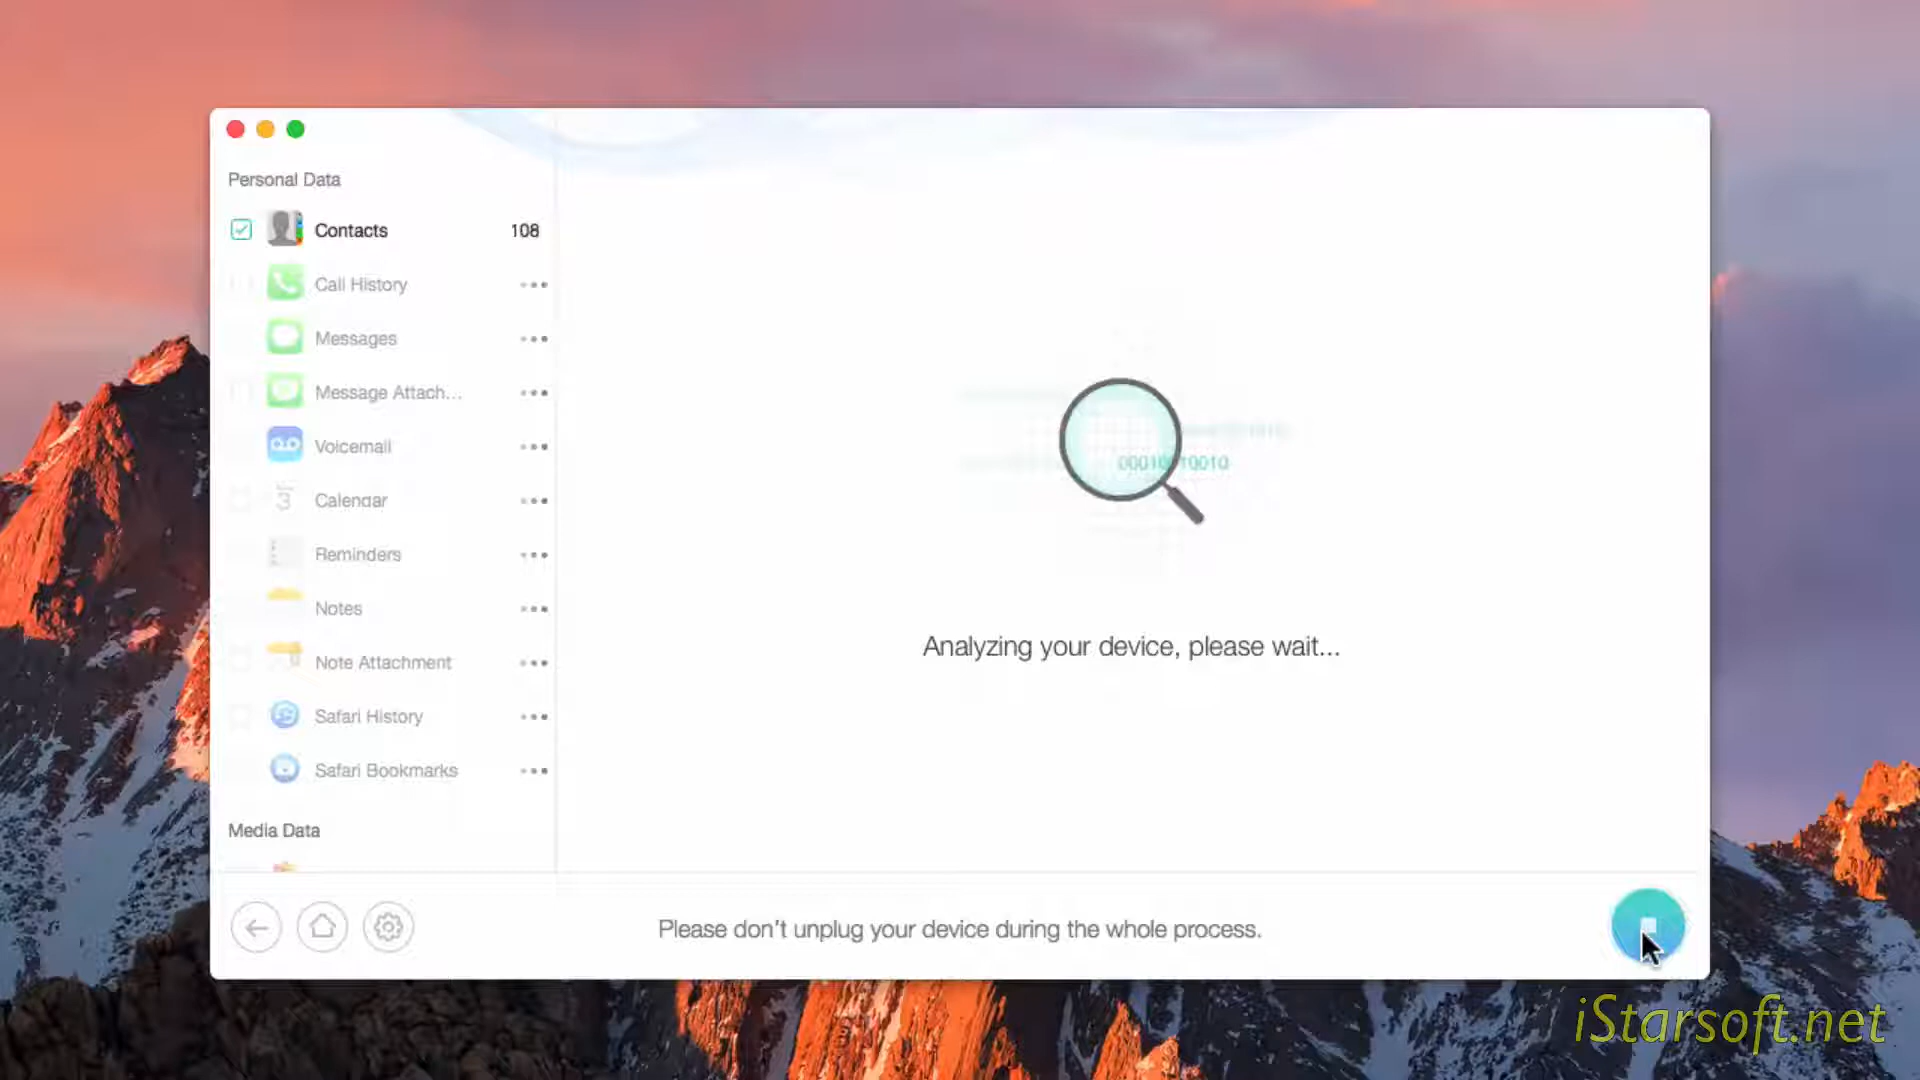 Personal Data
Contacts 108
Call History
Messages
Message Attach...
Voicemail
Calendar
Reminders
Notes
Note Attachment
Safari History
Safari Bookmarks
Media Data
00010110010
Analyzing your device, please wait...
Please don't unplug your device during the whole process.
iStarsoft.net